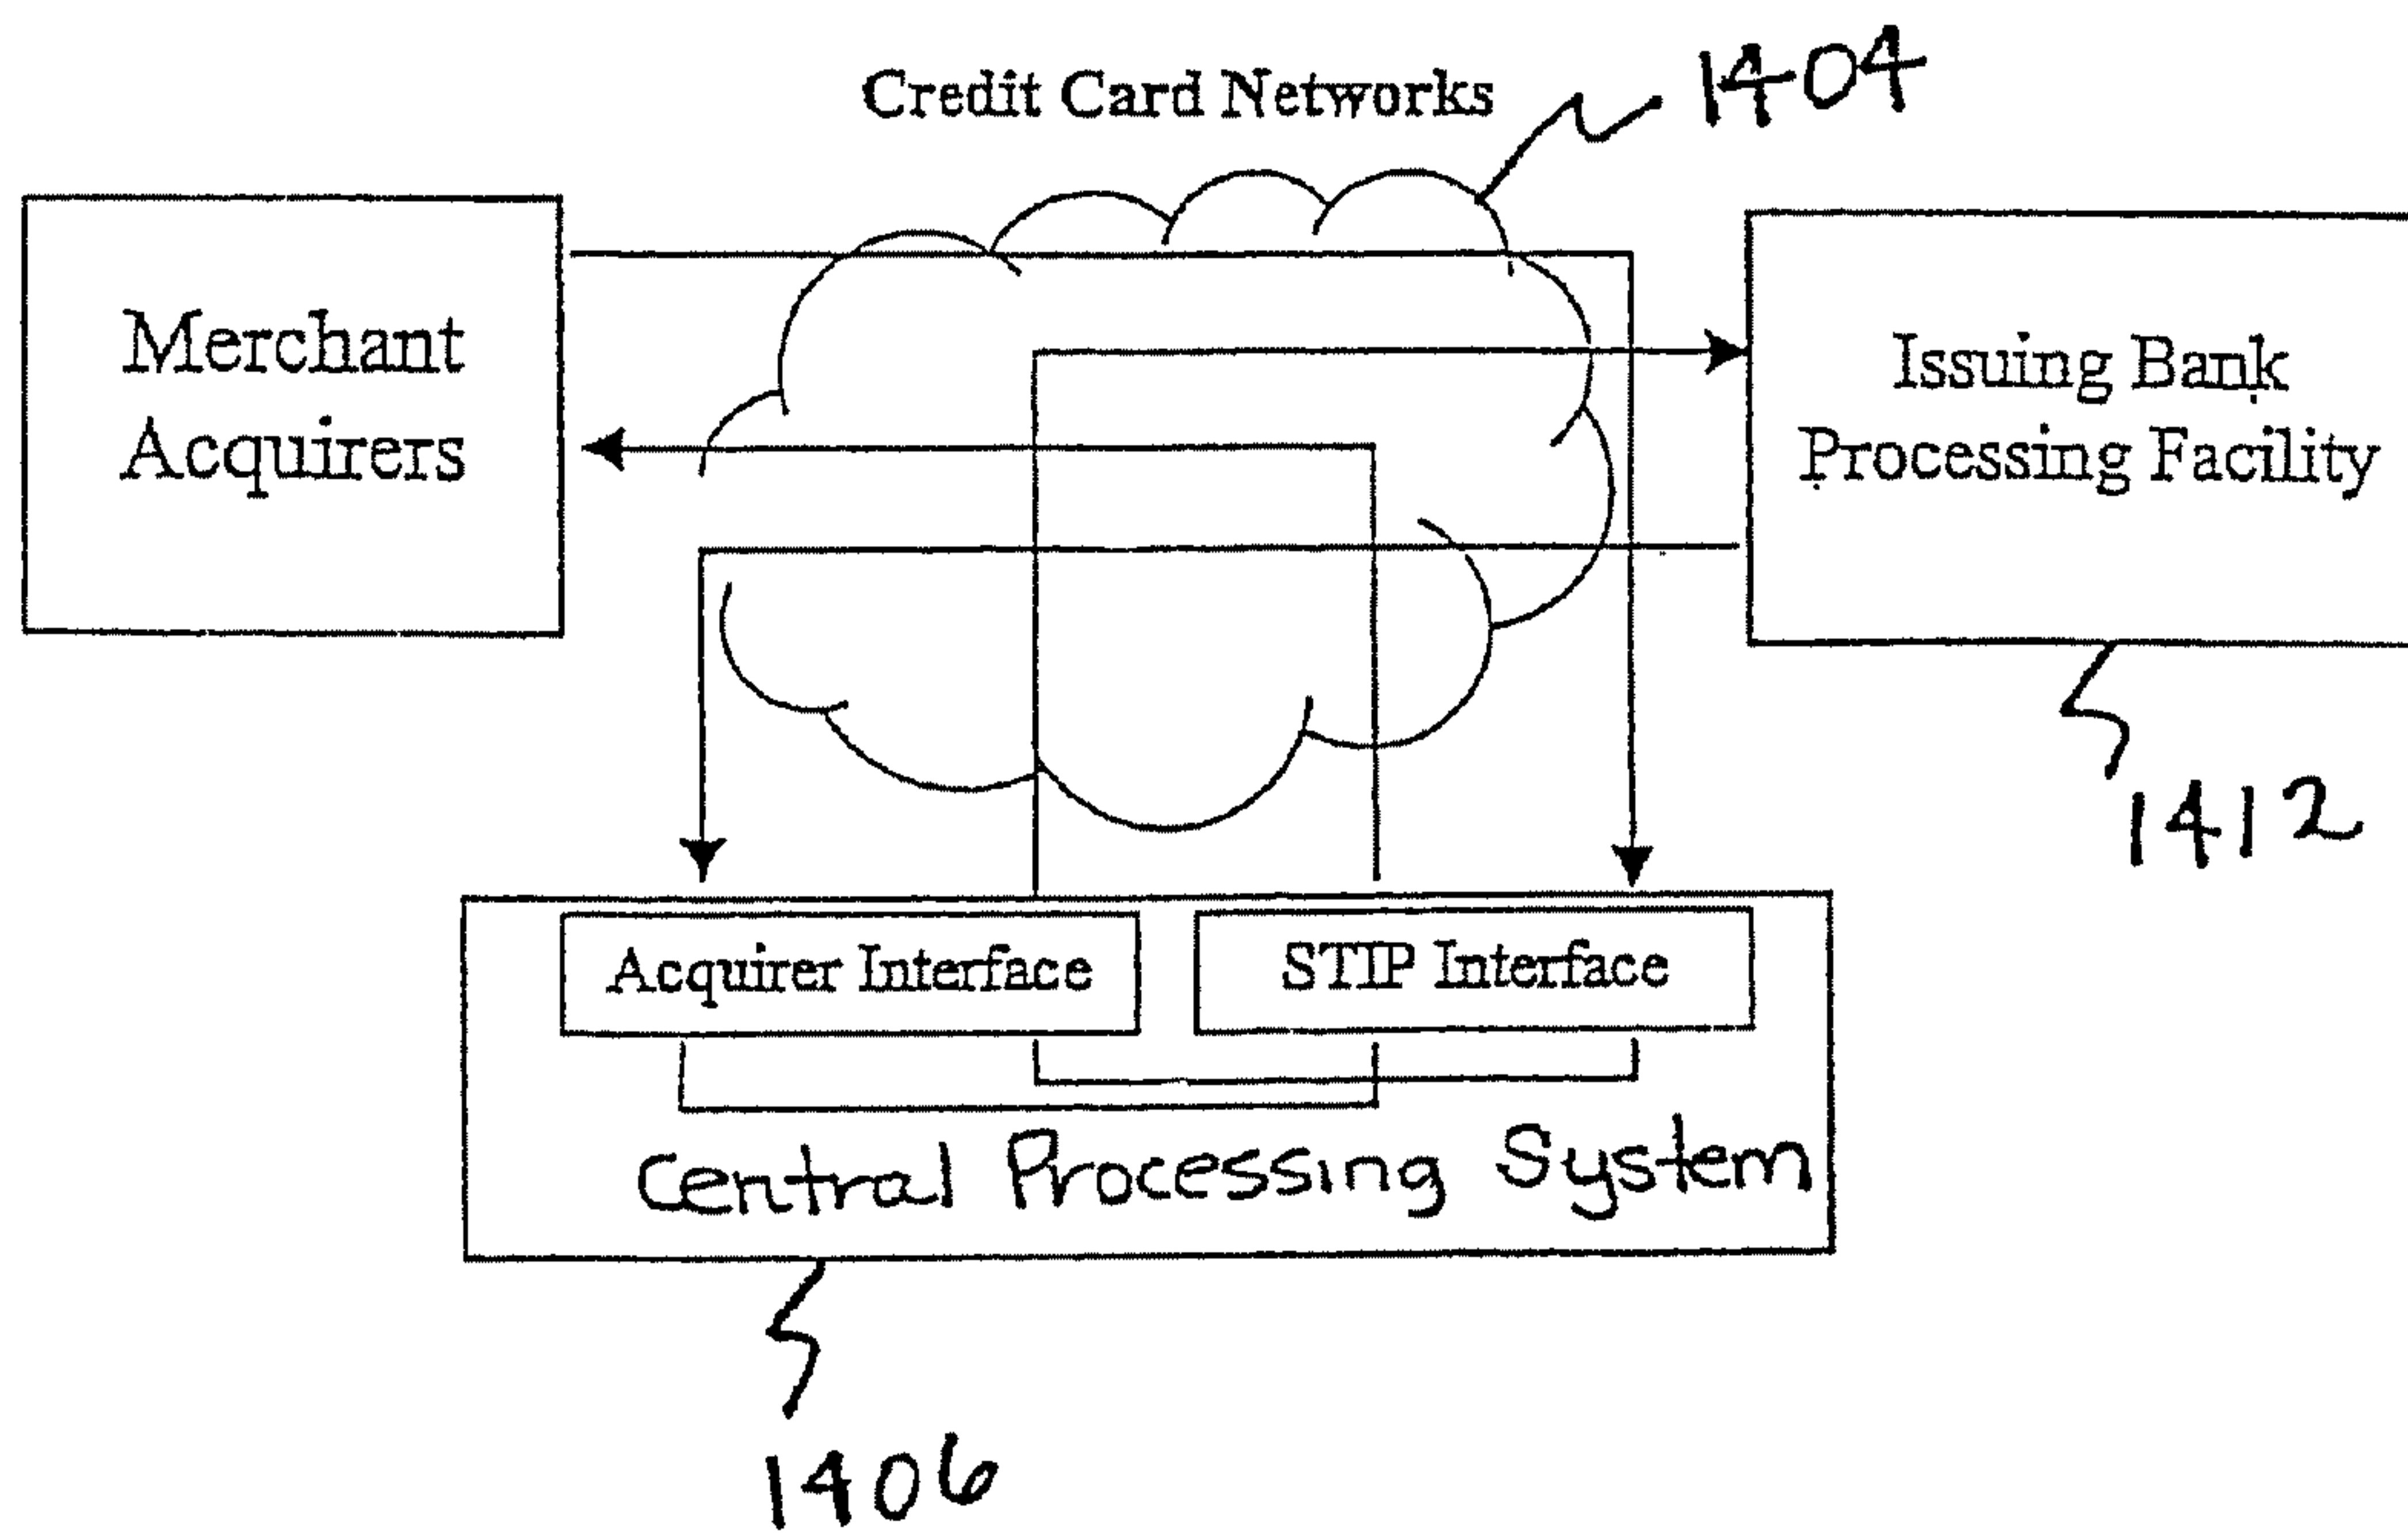 Credit Card Networks
1404
Merchant
Acquirers
Issuing Bank
Processing Facility
1412
Acquirer Interface
STIP Interface
Central Processing System
1406